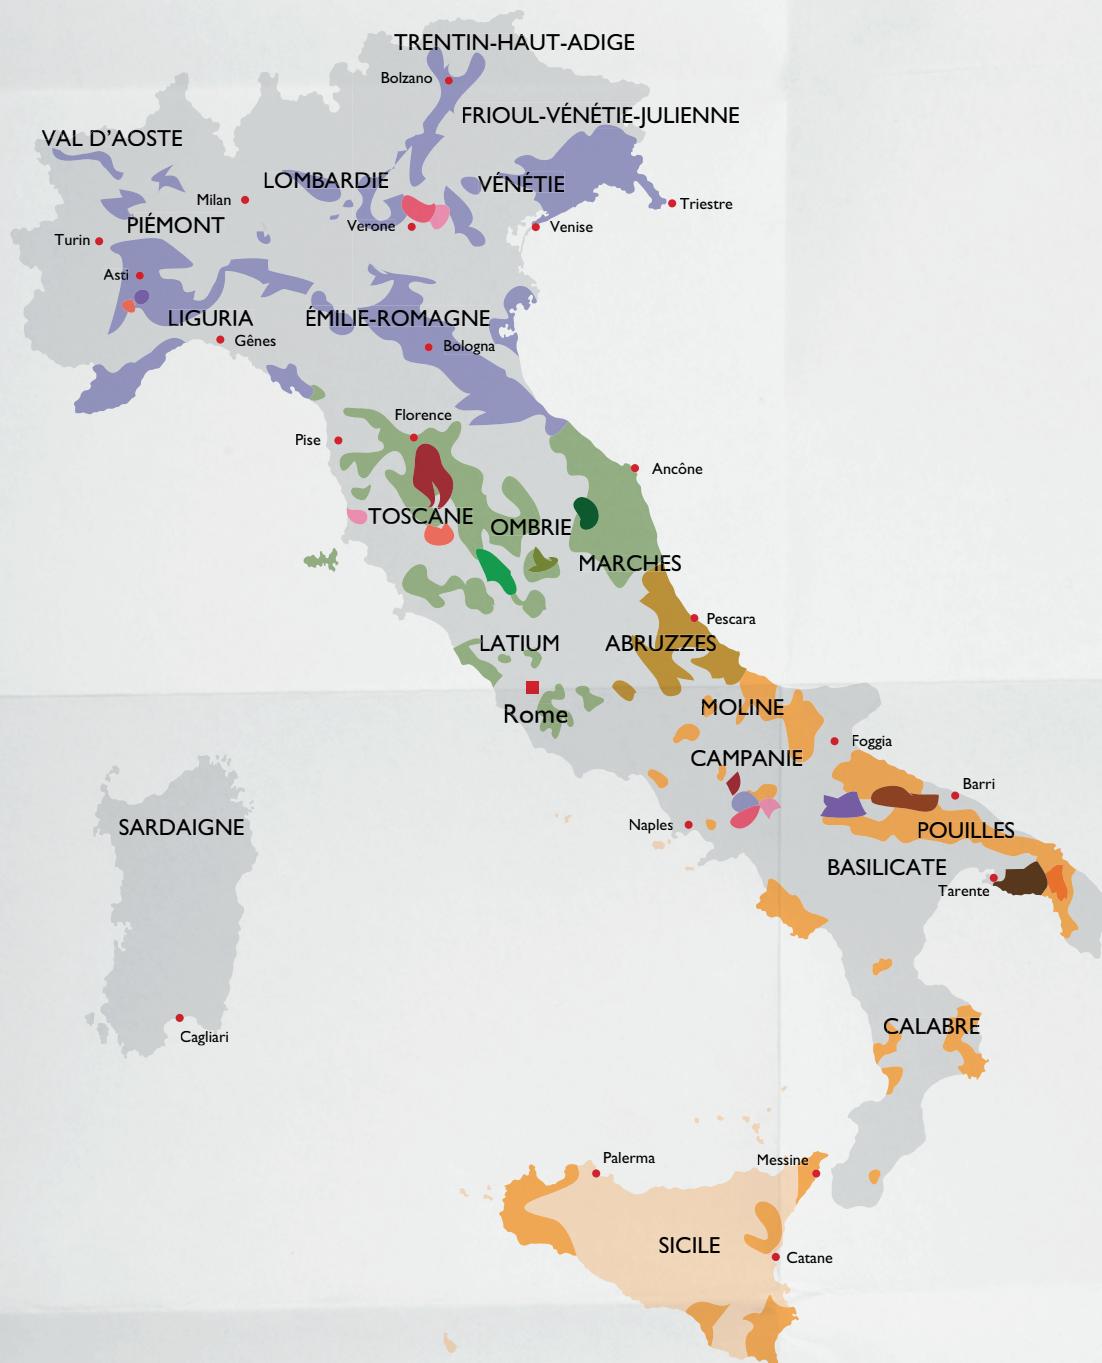 TRENTIN-HAUT-ADIGE
Bolzano
FRIOUL-VÉNÉTIE-JULIENNE
VAL D'AOSTE
LOMBARDIE
VÉNÉTIE
Milan
Triestre
PIÉMONT
Verone
Venise
Turin
Asti
LIGURIA
ÉMILIE-ROMAGNE
Gênes
Bologna
Florence
Pise
Ancône
TOSCANE
OMBRIE
MARCHES
Pescara
LATIUM
ABRUZZES
Rome
MOLINE
Foggia
CAMPANIE
Barri
SARDAIGNE
Naples
POUILLES
BASILICATE
Tarente
CALABRE
Cagliari
Palerma
Messine
SICILE
Catane